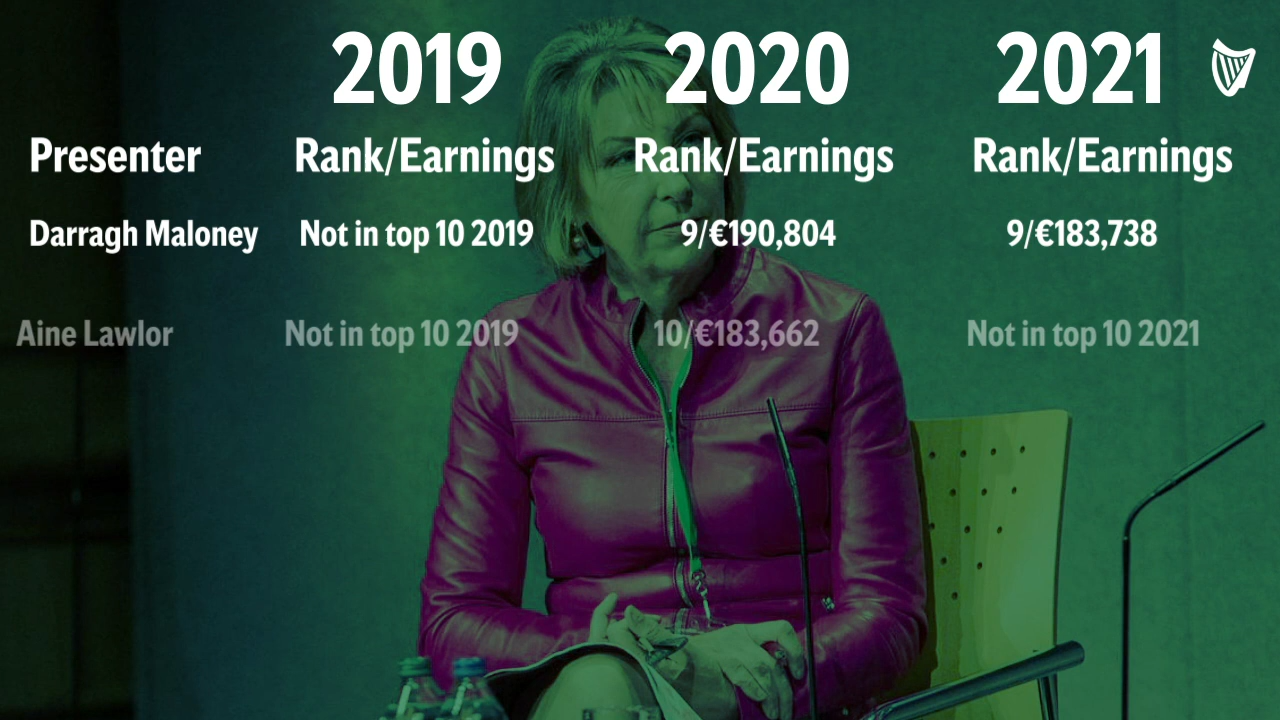 2019 2020 2021
Presenter Rank/Earnings Rank/Earnings Rank/Earnings
Darragh Maloney Not in top 10 2019 9/€190,804 9/€183,738
Aine Lawlor Not in top 10 2019 10/€183,662 Not in top 10 2021